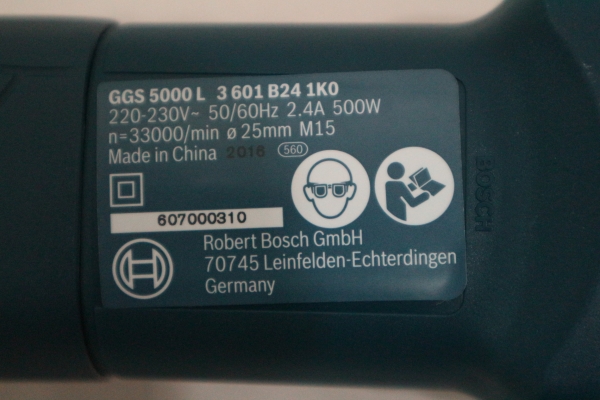 GGS 5000 L 3 601 B24 1K0
220-230V~ 50/60Hz 2.4A 500W
n=33000/min ø 25mm M15
Made in China 2016 560
607000310
Robert Bosch GmbH
70745 Leinfelden-Echterdingen
Germany
BOSCH